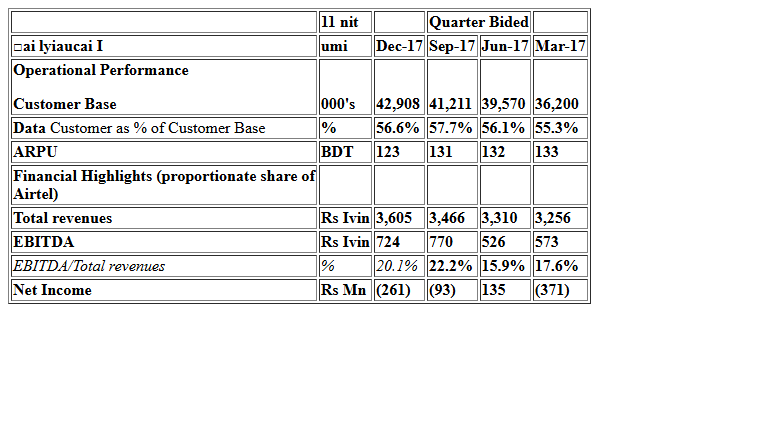 11 nit Quarter Bided
□ai lyiaucai I umi Dec-17 Sep-17 Jun-17 Mar-17
Operational Performance
Customer Base 000's 42,908 41,211 39,570 36,200
Data Customer as % of Customer Base % 56.6% 57.7% 56.1% 55.3%
ARPU BDT 123 131 132 133
Financial Highlights (proportionate share of
Airtel)
Total revenues Rs Ivin 3,605 3,466 3,310 3,256
EBITDA Rs Ivin 724 770 526 573
EBITDA/Total revenues % 20.1% 22.2% 15.9% 17.6%
Net Income Rs Mn (261) (93) 135 (371)